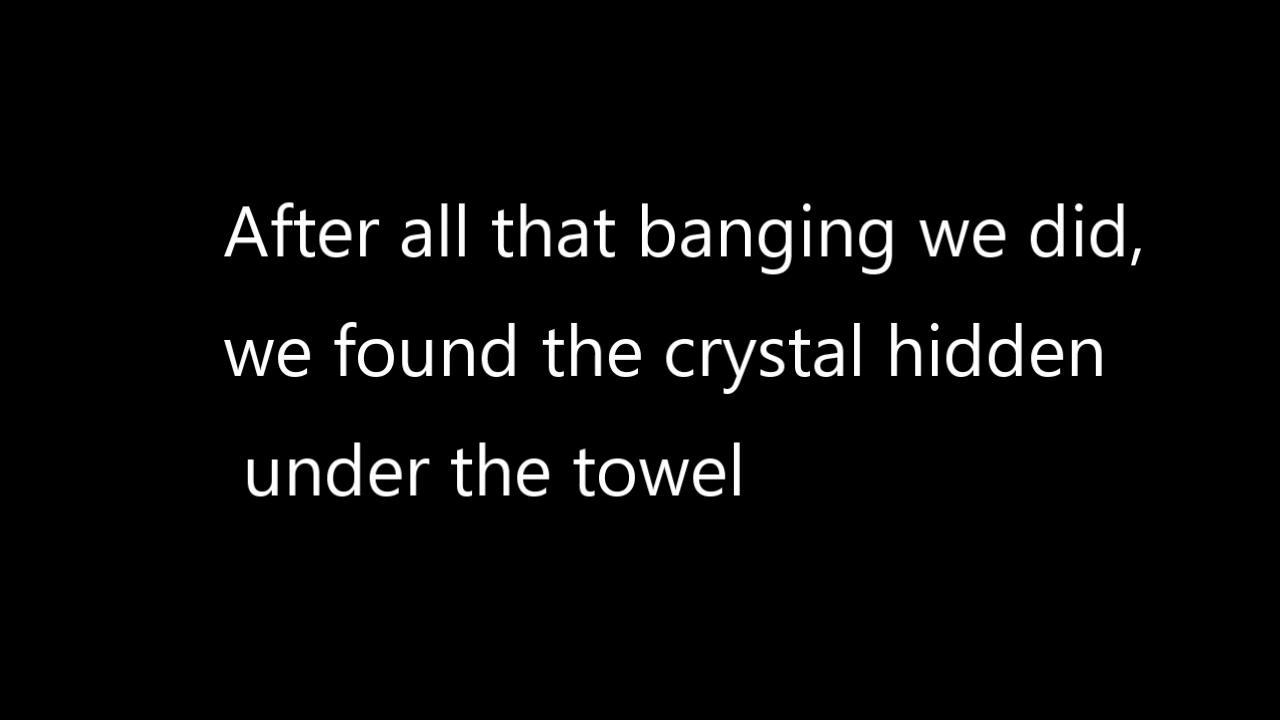 After all that banging we did,
we found the crystal hidden
under the towel